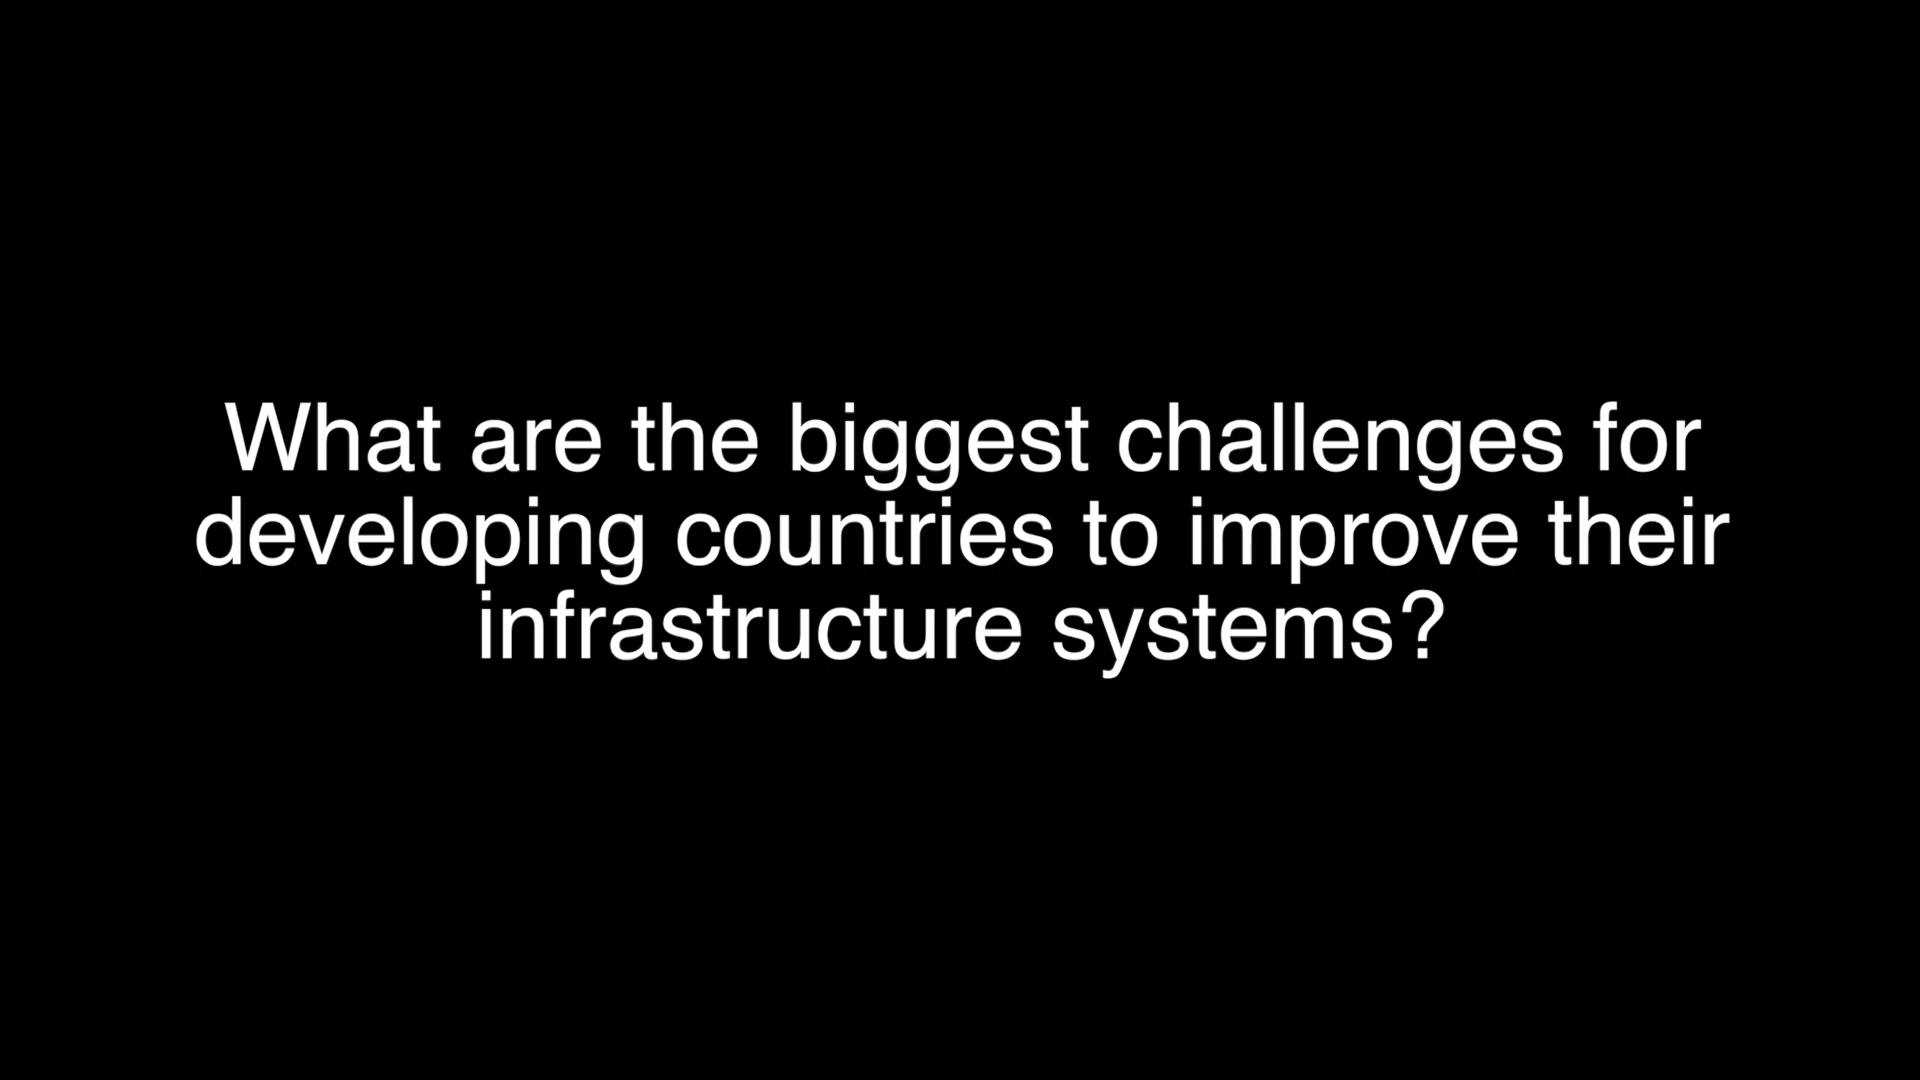 What are the biggest challenges for
developing countries to improve their
infrastructure systems?